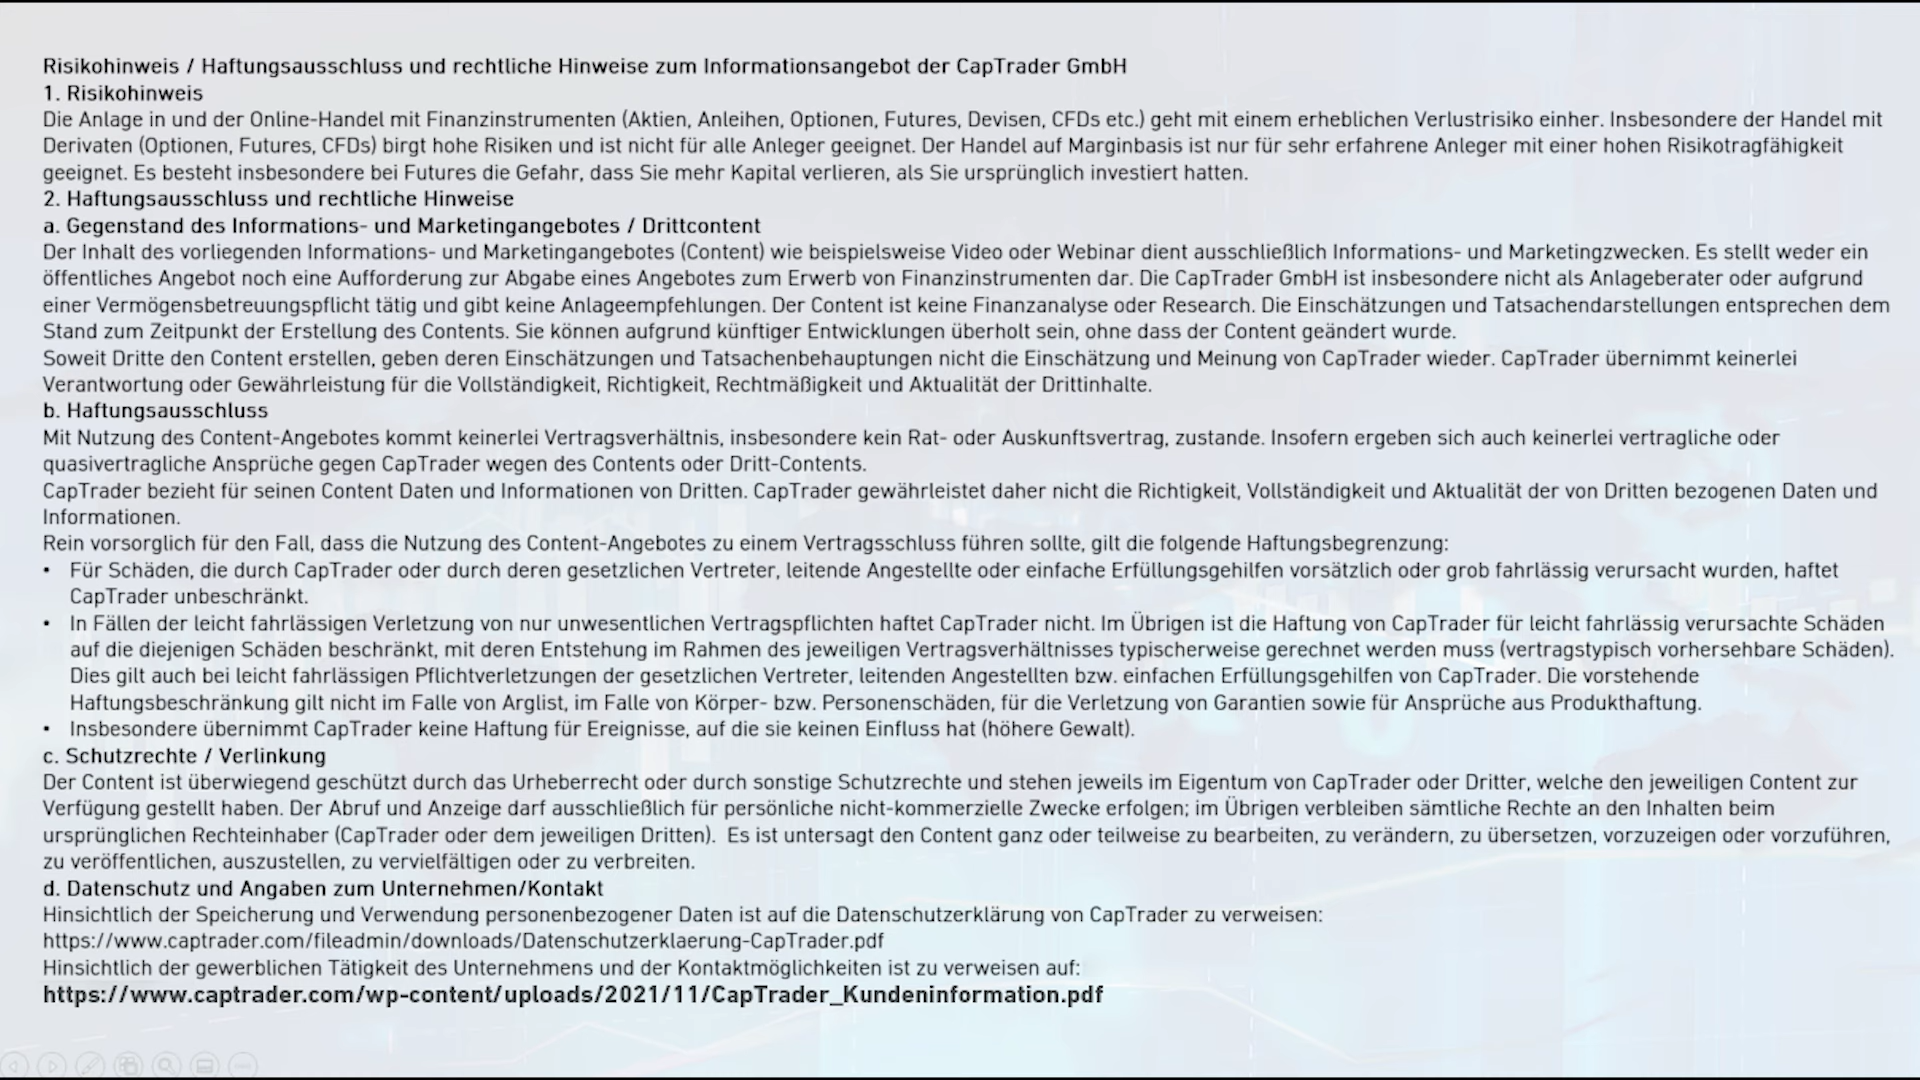 Risikohinweis / Haftungsausschluss und rechtliche Hinweise zum Informationsangebot der CapTrader GmbH
1. Risikohinweis
Die Anlage in und der Online-Handel mit Finanzinstrumenten (Aktien, Anleihen, Optionen, Futures, Devisen, CFDs etc.) geht mit einem erheblichen Verlustrisiko einher. Insbesondere der Handel mit
Derivaten (Optionen, Futures, CFDs) birgt hohe Risiken und ist nicht für alle Anleger geeignet. Der Handel auf Marginbasis ist nur für sehr erfahrene Anleger mit einer hohen Risikotragfähigkeit
geeignet. Es besteht insbesondere bei Futures die Gefahr, dass Sie mehr Kapital verlieren, als Sie ursprünglich investiert hatten.
2. Haftungsausschluss und rechtliche Hinweise
a. Gegenstand des Informations- und Marketingangebotes / Drittcontent
Der Inhalt des vorliegenden Informations- und Marketingangebotes (Content) wie beispielsweise Video oder Webinar dient ausschließlich Informations- und Marketingzwecken. Es stellt weder ein
öffentliches Angebot noch eine Aufforderung zur Abgabe eines Angebotes zum Erwerb von Finanzinstrumenten dar. Die CapTrader GmbH ist insbesondere nicht als Anlageberater oder aufgrund
einer Vermögensbetreuungspflicht tätig und gibt keine Anlageempfehlungen. Der Content ist keine Finanzanalyse oder Research. Die Einschätzungen und Tatsachendarstellungen entsprechen dem
Stand zum Zeitpunkt der Erstellung des Contents. Sie können aufgrund künftiger Entwicklungen überholt sein, ohne dass der Content geändert wurde.
Soweit Dritte den Content erstellen, geben deren Einschätzungen und Tatsachenbehauptungen nicht die Einschätzung und Meinung von CapTrader wieder. CapTrader übernimmt keinerlei
Verantwortung oder Gewährleistung für die Vollständigkeit, Richtigkeit, Rechtmäßigkeit und Aktualität der Drittinhalte.
b. Haftungsausschluss
Mit Nutzung des Content-Angebotes kommt keinerlei Vertragsverhältnis, insbesondere kein Rat- oder Auskunftsvertrag, zustande. Insofern ergeben sich auch keinerlei vertragliche oder
quasivertragliche Ansprüche gegen CapTrader wegen des Contents oder Dritt-Contents.
CapTrader bezieht für seinen Content Daten und Informationen von Dritten. CapTrader gewährleistet daher nicht die Richtigkeit, Vollständigkeit und Aktualität der von Dritten bezogenen Daten und
Informationen.
Rein vorsorglich für den Fall, dass die Nutzung des Content-Angebotes zu einem Vertragsschluss führen sollte, gilt die folgende Haftungsbegrenzung:
• Für Schäden, die durch CapTrader oder durch deren gesetzlichen Vertreter, leitende Angestellte oder einfache Erfüllungsgehilfen vorsätzlich oder grob fahrlässig verursacht wurden, haftet
CapTrader unbeschränkt.
• In Fällen der leicht fahrlässigen Verletzung von nur unwesentlichen Vertragspflichten haftet CapTrader nicht. Im Übrigen ist die Haftung von CapTrader für leicht fahrlässig verursachte Schäden
auf die diejenigen Schäden beschränkt, mit deren Entstehung im Rahmen des jeweiligen Vertragsverhältnisses typischerweise gerechnet werden muss (vertragstypisch vorhersehbare Schäden).
Dies gilt auch bei leicht fahrlässigen Pflichtverletzungen der gesetzlichen Vertreter, leitenden Angestellten bzw. einfachen Erfüllungsgehilfen von CapTrader. Die vorstehende
Haftungsbeschränkung gilt nicht im Falle von Arglist, im Falle von Körper- bzw. Personenschäden, für die Verletzung von Garantien sowie für Ansprüche aus Produkthaftung.
• Insbesondere übernimmt CapTrader keine Haftung für Ereignisse, auf die sie keinen Einfluss hat (höhere Gewalt).
c. Schutzrechte / Verlinkung
Der Content ist überwiegend geschützt durch das Urheberrecht oder durch sonstige Schutzrechte und stehen jeweils im Eigentum von CapTrader oder Dritter, welche den jeweiligen Content zur
Verfügung gestellt haben. Der Abruf und Anzeige darf ausschließlich für persönliche nicht-kommerzielle Zwecke erfolgen; im Übrigen verbleiben sämtliche Rechte an den Inhalten beim
ursprünglichen Rechteinhaber (CapTrader oder dem jeweiligen Dritten). Es ist untersagt den Content ganz oder teilweise zu bearbeiten, zu verändern, zu übersetzen, vorzuzeigen oder vorzuführen,
zu veröffentlichen, auszustellen, zu vervielfältigen oder zu verbreiten.
d. Datenschutz und Angaben zum Unternehmen/Kontakt
Hinsichtlich der Speicherung und Verwendung personenbezogener Daten ist auf die Datenschutzerklärung von CapTrader zu verweisen:
https://www.captrader.com/fileadmin/downloads/Datenschutzerklaerung-CapTrader.pdf
Hinsichtlich der gewerblichen Tätigkeit des Unternehmens und der Kontaktmöglichkeiten ist zu verweisen auf:
https://www.captrader.com/wp-content/uploads/2021/11/CapTrader_Kundeninformation.pdf